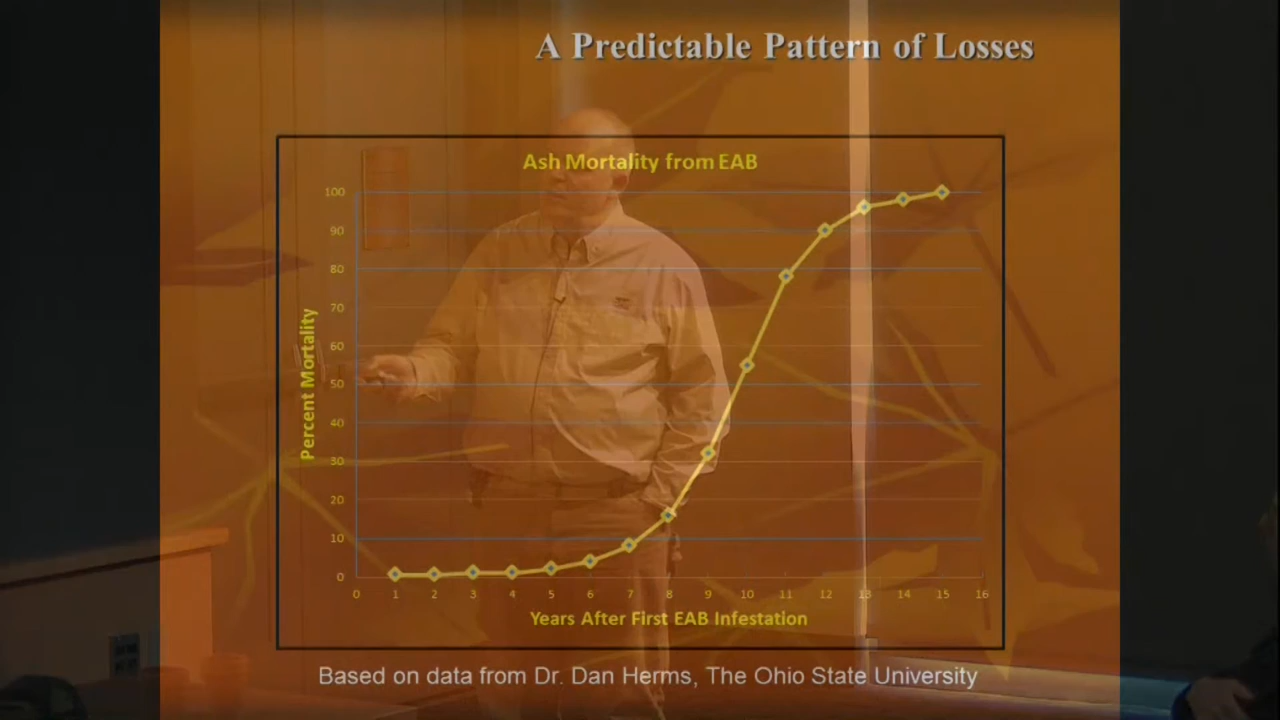 A Predictable Pattern of Losses
Ash Mortality from EAB
100
90
80
70
60
50
40
30
20
10
0
Percent Mortality
0 1 2 3 4 5 6 7 8 9 10 11 12 13 14 15 16
Years After First EAB Infestation
Based on data from Dr. Dan Herms, The Ohio State University